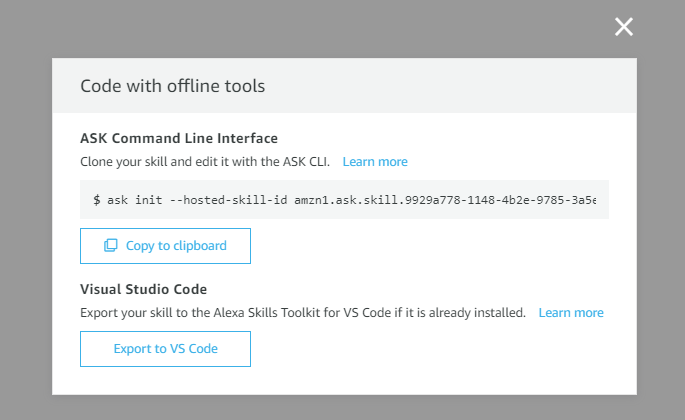 Code with offline tools
ASK Command Line Interface
Clone your skill and edit it with the ASK CLI. Learn more
$ ask init --hosted-skill-id amzn1.ask.skill.9929a778-1148-4b2e-9785-3a5e
Copy to clipboard
Visual Studio Code
Export your skill to the Alexa Skills Toolkit for VS Code if it is already installed. Learn more
Export to VS Code